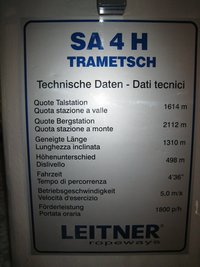 SA 4 H
TRAMETSCH
Technische Daten - Dati tecnici
Quote Talstation
Quota stazione a valle 1614 m
Quote Bergstation
Quota stazione a monte 2112 m
Geneigte Länge
Lunghezza inclinata 1310 m
Höhenunterschied
Dislivello 498 m
Fahrzeit
Tempo di percorrenza 4'36"
Betriebsgeschwindigkeit
Velocità d'esercizio 5,0 m/s
Förderleistung
Portata oraria 1800 p/h
LEITNER
ropeways